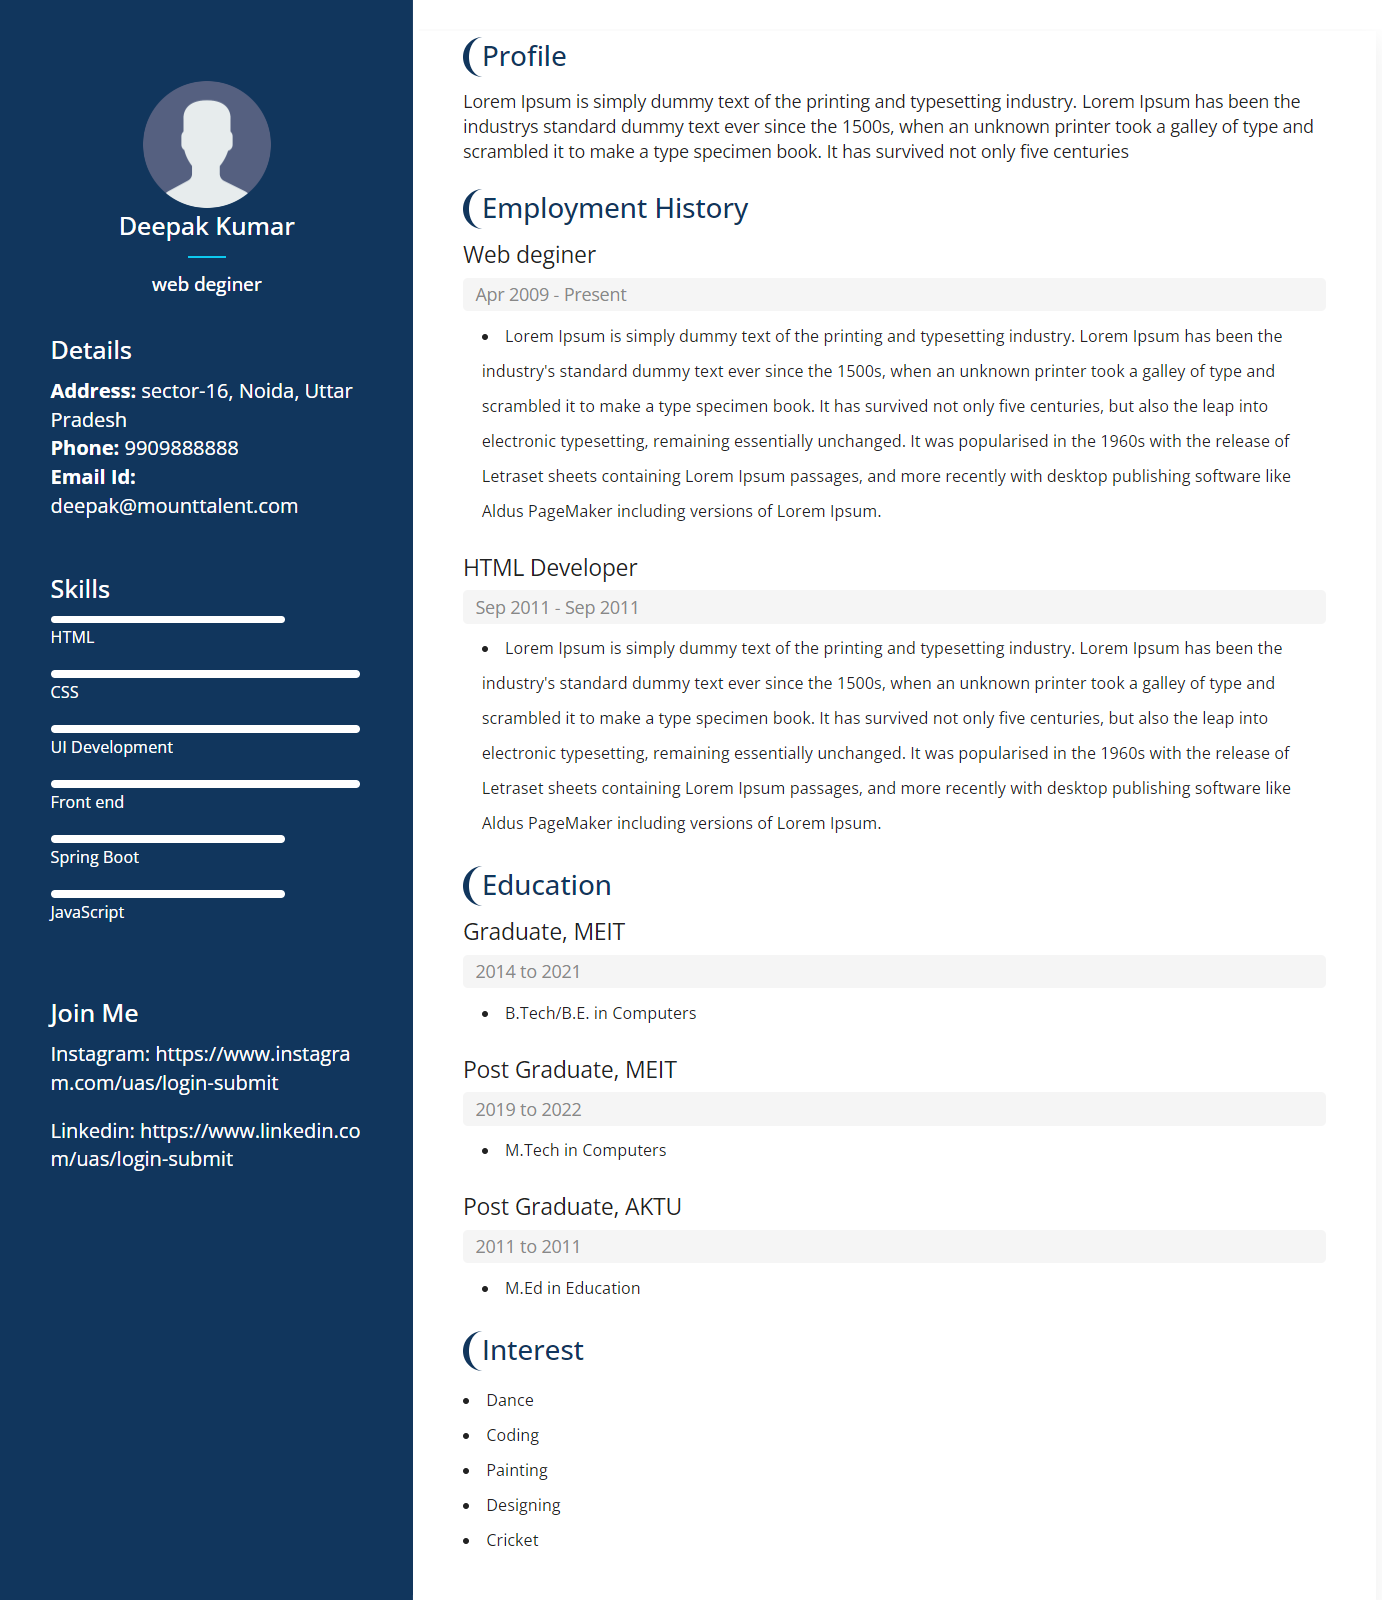 Deepak Kumar
web deginer
Details
Address: sector-16, Noida, Uttar
Pradesh
Phone: 9909888888
Email Id:
deepak@mounttalent.com
Skills
HTML
CSS
UI Development
Front end
Spring Boot
JavaScript
Join Me
Instagram: https://www.instagra
m.com/uas/login-submit
Linkedin: https://www.linkedin.co
m/uas/login-submit
Profile
Lorem Ipsum is simply dummy text of the printing and typesetting industry. Lorem Ipsum has been the
industrys standard dummy text ever since the 1500s, when an unknown printer took a galley of type and
scrambled it to make a type specimen book. It has survived not only five centuries
Employment History
Web deginer
Apr 2009 - Present
• Lorem Ipsum is simply dummy text of the printing and typesetting industry. Lorem Ipsum has been the
industry's standard dummy text ever since the 1500s, when an unknown printer took a galley of type and
scrambled it to make a type specimen book. It has survived not only five centuries, but also the leap into
electronic typesetting, remaining essentially unchanged. It was popularised in the 1960s with the release of
Letraset sheets containing Lorem Ipsum passages, and more recently with desktop publishing software like
Aldus PageMaker including versions of Lorem Ipsum.
HTML Developer
Sep 2011 - Sep 2011
• Lorem Ipsum is simply dummy text of the printing and typesetting industry. Lorem Ipsum has been the
industry's standard dummy text ever since the 1500s, when an unknown printer took a galley of type and
scrambled it to make a type specimen book. It has survived not only five centuries, but also the leap into
electronic typesetting, remaining essentially unchanged. It was popularised in the 1960s with the release of
Letraset sheets containing Lorem Ipsum passages, and more recently with desktop publishing software like
Aldus PageMaker including versions of Lorem Ipsum.
Education
Graduate, MEIT
2014 to 2021
• B.Tech/B.E. in Computers
Post Graduate, MEIT
2019 to 2022
• M.Tech in Computers
Post Graduate, AKTU
2011 to 2011
• M.Ed in Education
Interest
• Dance
• Coding
• Painting
• Designing
• Cricket